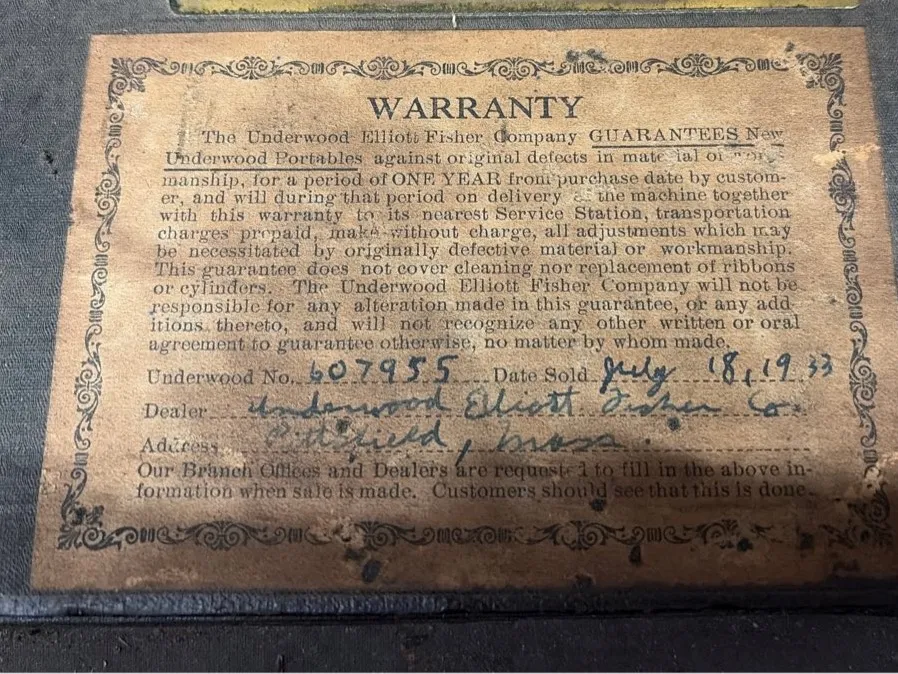 WARRANTY
The Underwood Elliott Fisher Company GUARANTEES New
Underwood Portables against original defects in material or
manship, for a period of ONE YEAR from purchase date by custom-
er, and will during that period on delivery of the machine together
with this warranty to its nearest Service Station, transportation
charges prepaid, make without charge, all adjustments which may
be necessitated by originally defective material or workmanship.
This guarantee does not cover cleaning nor replacement of ribbons
or cylinders. The Underwood Elliott Fisher Company will not be
responsible for any alteration made in this guarantee, or any add-
itions thereto, and will not recognize any other written or oral
agreement to guarantee otherwise, no matter by whom made.
Underwood No. 607955 Date Sold July 18, 1933
Dealer Underwood Elliott Fisher Co.
Address Pittsfield, Mass.
Our Branch Offices and Dealers are requested to fill in the above in-
formation when sale is made. Customers should see that this is done.